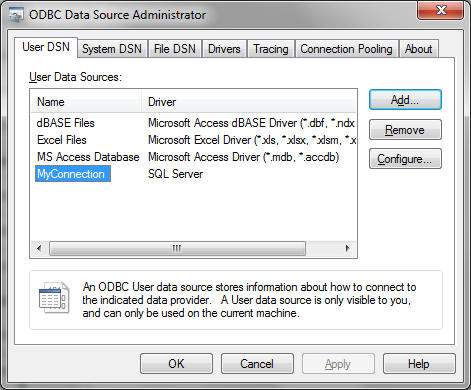 ODBC Data Source Administrator
User DSN System DSN File DSN Drivers Tracing Connection Pooling About
User Data Sources:
Name Driver
Add...
dBASE Files Microsoft Access dBASE Driver (*.dbf, *.ndx
Remove
Excel Files Microsoft Excel Driver (*.xls, *.xlsx, *.xlsm, *.x
MS Access Database Microsoft Access Driver (*.mdb, *.accdb)
Configure...
MyConnection SQL Server
An ODBC User data source stores information about how to connect to
the indicated data provider. A User data source is only visible to you,
and can only be used on the current machine.
OK Cancel Apply Help